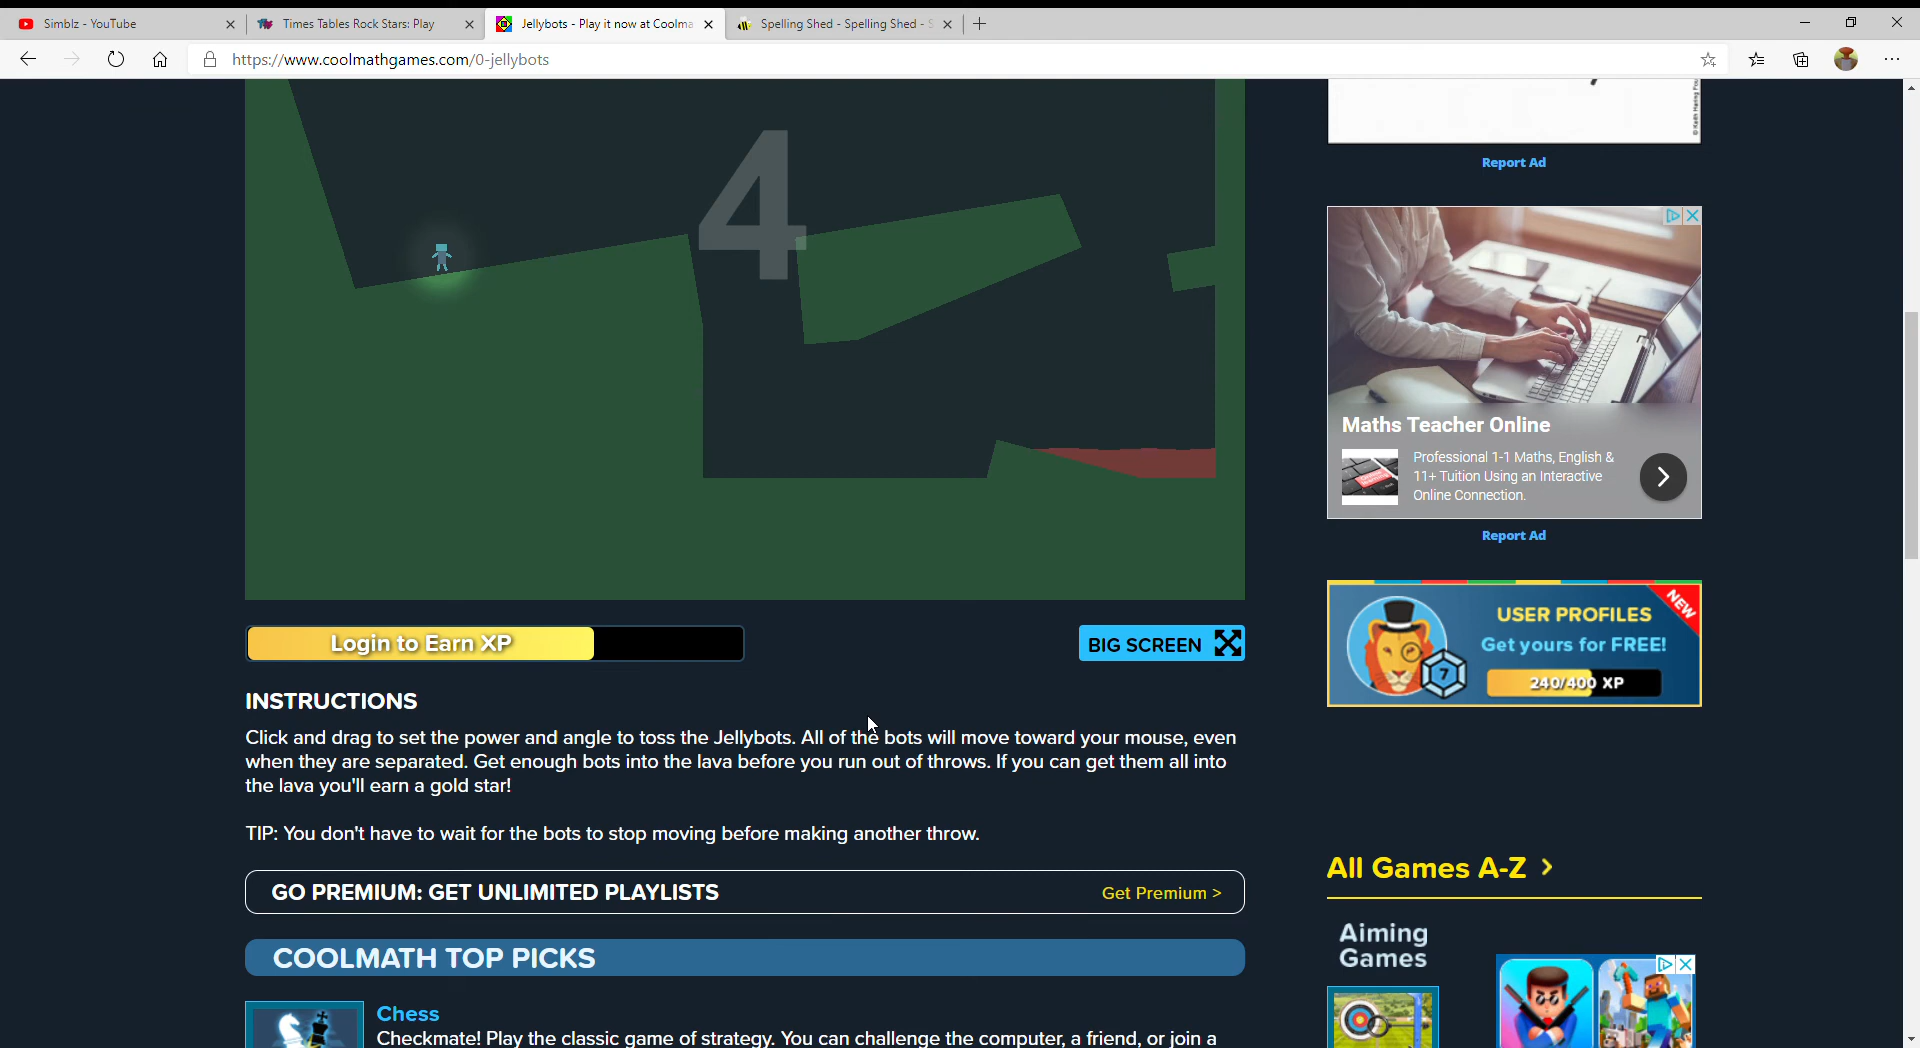 Simblz - YouTube
Times Tables Rock Stars: Play
Jellybots - Play it now at Coolma
Spelling Shed - Spelling Shed - S
https://www.coolmathgames.com/0-jellybots
4
Report Ad
Maths Teacher Online
Professional 1-1 Maths, English &
11+ Tuition Using an Interactive
Online Connection.
Report Ad
Login to Earn XP
BIG SCREEN
USER PROFILES
NEW
Get yours for FREE!
7
240/400 XP
INSTRUCTIONS
Click and drag to set the power and angle to toss the Jellybots. All of the bots will move toward your mouse, even
when they are separated. Get enough bots into the lava before you run out of throws. If you can get them all into
the lava you'll earn a gold star!
TIP: You don't have to wait for the bots to stop moving before making another throw.
GO PREMIUM: GET UNLIMITED PLAYLISTS
Get Premium >
COOLMATH TOP PICKS
Chess
Checkmate! Play the classic game of strategy. You can challenge the computer, a friend, or join a
All Games A-Z >
Aiming
Games